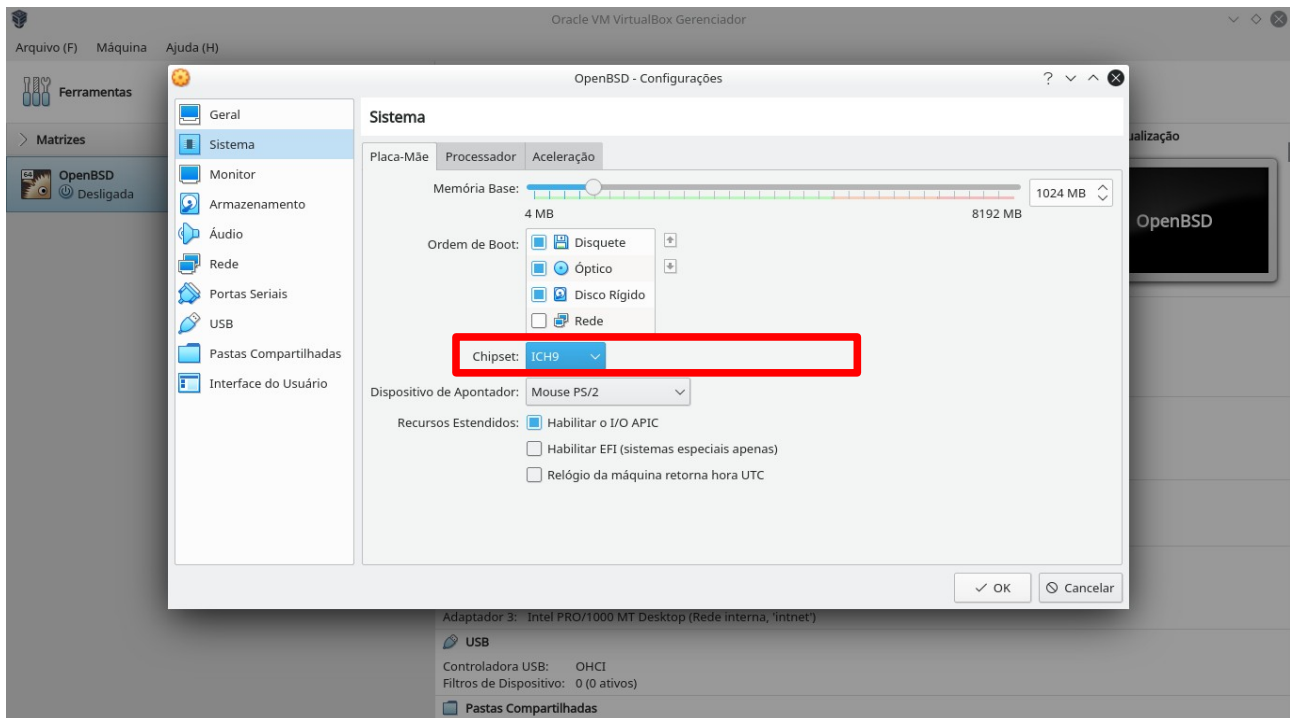 Oracle VM VirtualBox Gerenciador
Arquivo (F) Máquina Ajuda (H)
Ferramentas
Matrizes
64
OpenBSD
Desligada
OpenBSD - Configurações
?
Geral
Sistema
Monitor
Armazenamento
Áudio
Rede
Portas Seriais
USB
Pastas Compartilhadas
Interface do Usuário
Sistema
Placa-Mãe Processador Aceleração
Memória Base: 1024 MB
4 MB 8192 MB
Ordem de Boot: Disquete
Óptico
Disco Rígido
Rede
Chipset: ICH9
Dispositivo de Apontador: Mouse PS/2
Recursos Estendidos: Habilitar o I/O APIC
Habilitar EFI (sistemas especiais apenas)
Relógio da máquina retorna hora UTC
OK Cancelar
ualização
OpenBSD
Adaptador 3: Intel PRO/1000 MT Desktop (Rede interna, 'intnet')
USB
Controladora USB: OHCI
Filtros de Dispositivo: 0 (0 ativos)
Pastas Compartilhadas